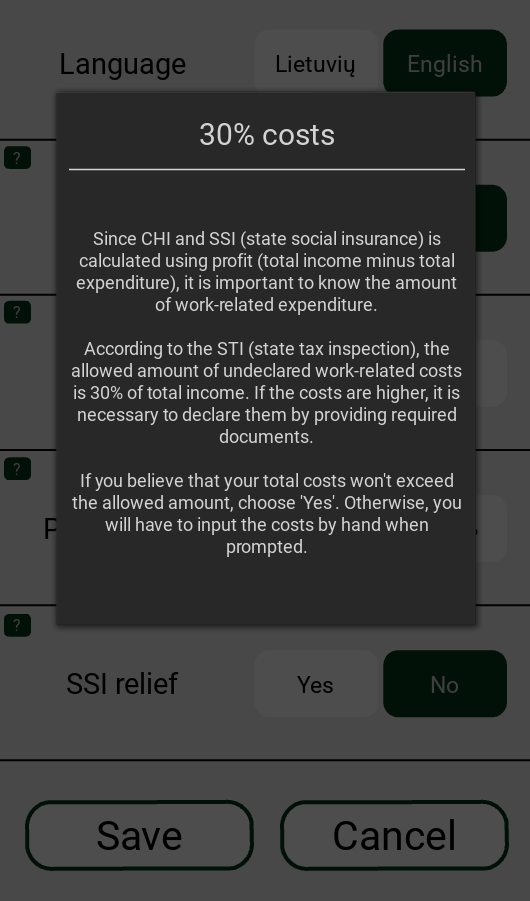 Language
Lietuvių
English
?
30% costs
Since CHI and SSI (state social insurance) is
calculated using profit (total income minus total
expenditure), it is important to know the amount
of work-related expenditure.
?
According to the STI (state tax inspection), the
allowed amount of undeclared work-related costs
is 30% of total income. If the costs are higher, it is
necessary to declare them by providing required
documents.
?
If you believe that your total costs won't exceed
the allowed amount, choose 'Yes'. Otherwise, you
will have to input the costs by hand when
prompted.
?
SSI relief
Yes
No
Save
Cancel